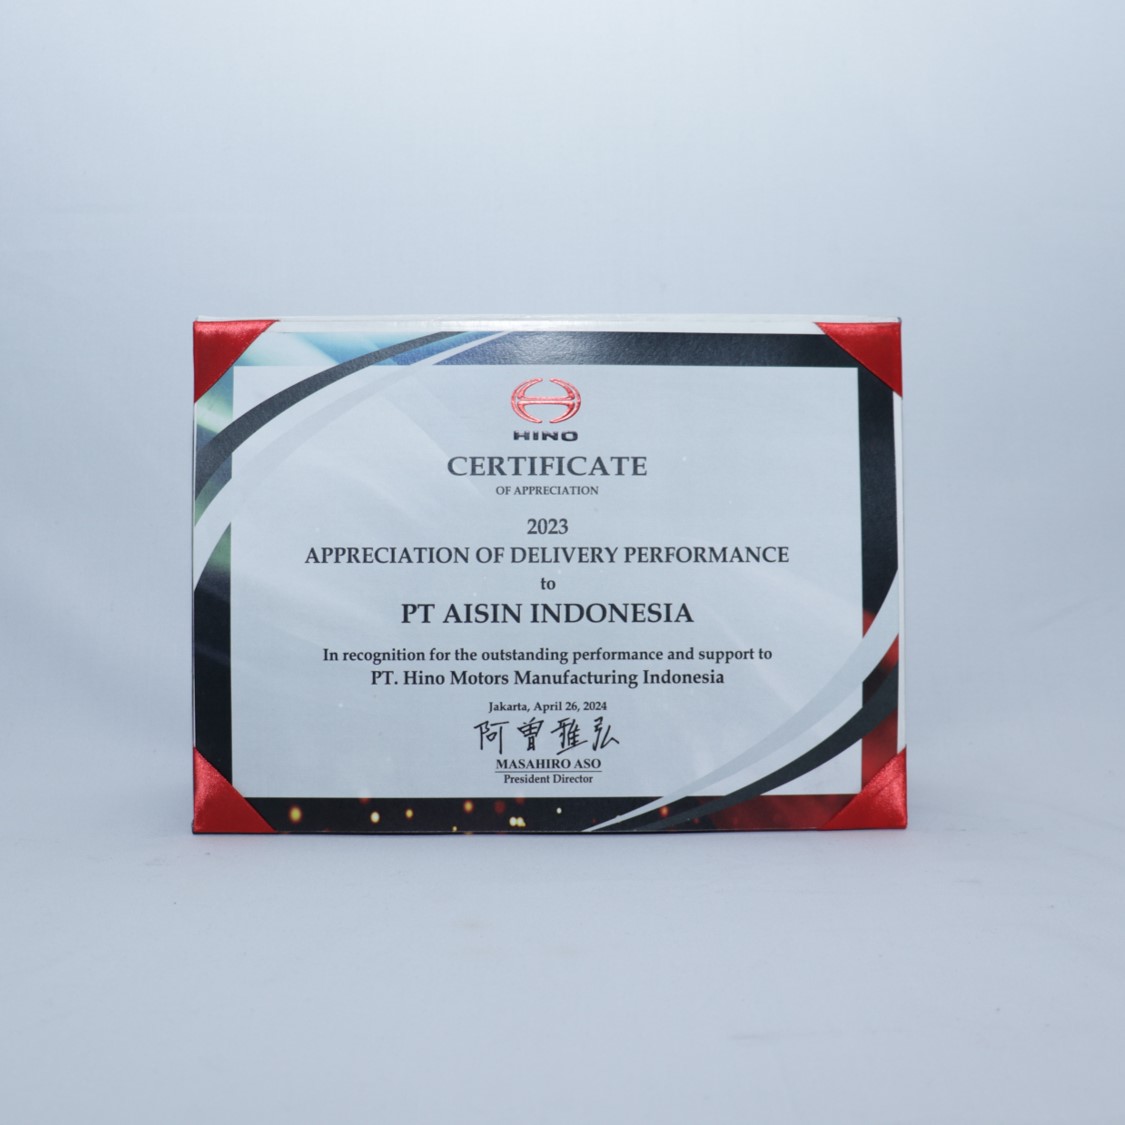 HINO
CERTIFICATE
OF APPRECIATION
2023
APPRECIATION OF DELIVERY PERFORMANCE
to
PT AISIN INDONESIA
In recognition for the outstanding performance and support to
PT. Hino Motors Manufacturing Indonesia
Jakarta, April 26, 2024
阿曽雅弘
MASAHIRO ASO
President Director